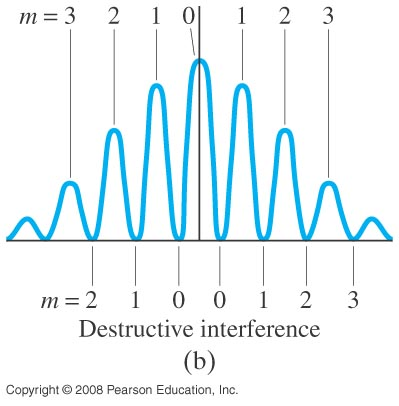 m = 3 2 1 0 1 2 3
m = 2 1 0 0 1 2 3
Destructive interference
(b)
Copyright © 2008 Pearson Education, Inc.